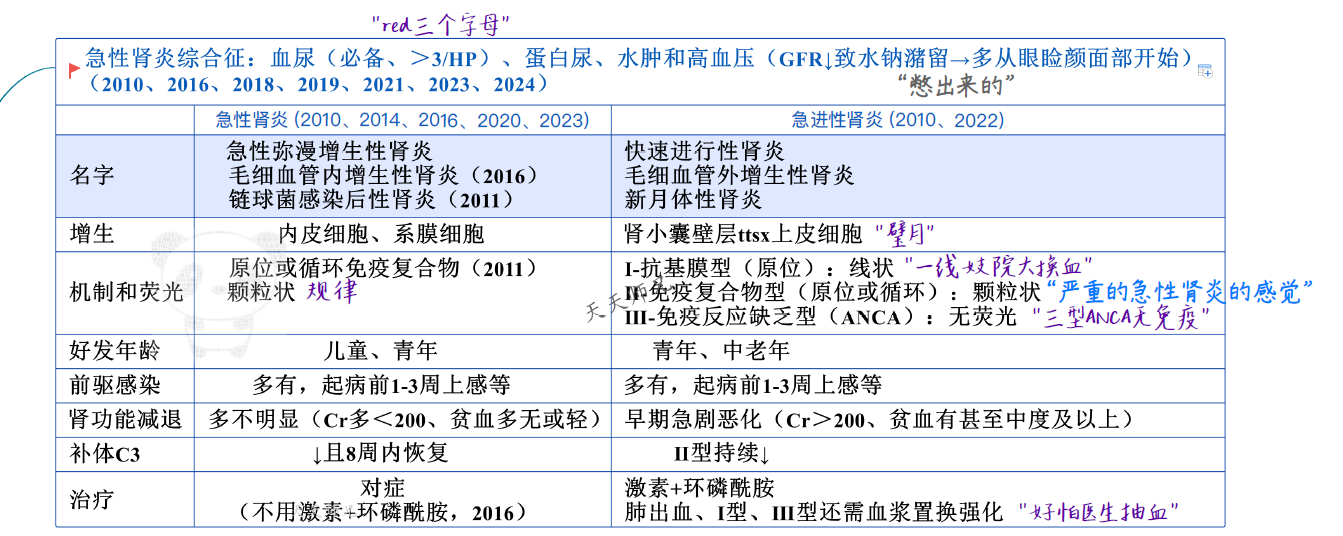 "red三个字母"
急性肾炎综合征：血尿（必备、＞3/HP）、蛋白尿、水肿和高血压（GFR↓致水钠潴留→多从眼睑颜面部开始）
（2010、2016、2018、2019、2021、2023、2024）
“憋出来的”
急性肾炎 (2010、2014、2016、2020、2023)
急进性肾炎 (2010、2022)
名字
急性弥漫增生性肾炎
毛细血管内增生性肾炎（2016）
链球菌感染后性肾炎（2011）
快速进行性肾炎
毛细血管外增生性肾炎
新月体性肾炎
增生
内皮细胞、系膜细胞
肾小囊壁层ttsx上皮细胞 "壁月"
机制和荧光
原位或循环免疫复合物（2011）
颗粒状 规律
I-抗基膜型（原位）：线状 "一线妓院大换血"
II-免疫复合物型（原位或循环）：颗粒状 “严重的急性肾炎的感觉”
III-免疫反应缺乏型（ANCA）：无荧光 "三型ANCA无免疫"
好发年龄
儿童、青年
青年、中老年
前驱感染
多有，起病前1-3周上感等
多有，起病前1-3周上感等
肾功能减退
多不明显（Cr多＜200、贫血多无或轻）
早期急剧恶化（Cr＞200、贫血有甚至中度及以上）
补体C3
↓且8周内恢复
II型持续↓
治疗
对症
（不用激素+环磷酰胺，2016）
激素+环磷酰胺
肺出血、I型、III型还需血浆置换强化 "好怕医生抽血"
天天师兄